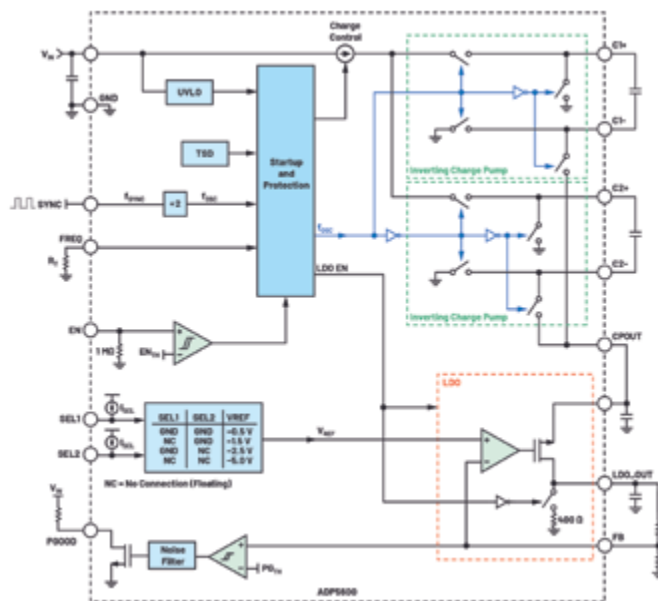 Charge
Control
VIN
C1+
GND
UVLO
C1-
TSD
Startup
and
Protection
Inverting Charge Pump
SYNC
fSYNC
÷2
fOSC
C2+
FREQ
RT
fOSC
LDO EN
C2-
Inverting Charge Pump
EN
1 MΩ
ENTH
CPOUT
LDO
SEL1
ISEL
SEL2
ISEL
SEL1 SEL2 VREF
GND GND -0.5 V
NC GND -1.5 V
GND NC -2.5 V
NC NC -5.0 V
VREF
NC = No Connection (Floating)
LDO_OUT
VIN
400 Ω
PGOOD
Noise
Filter
PGTH
FB
ADP5600